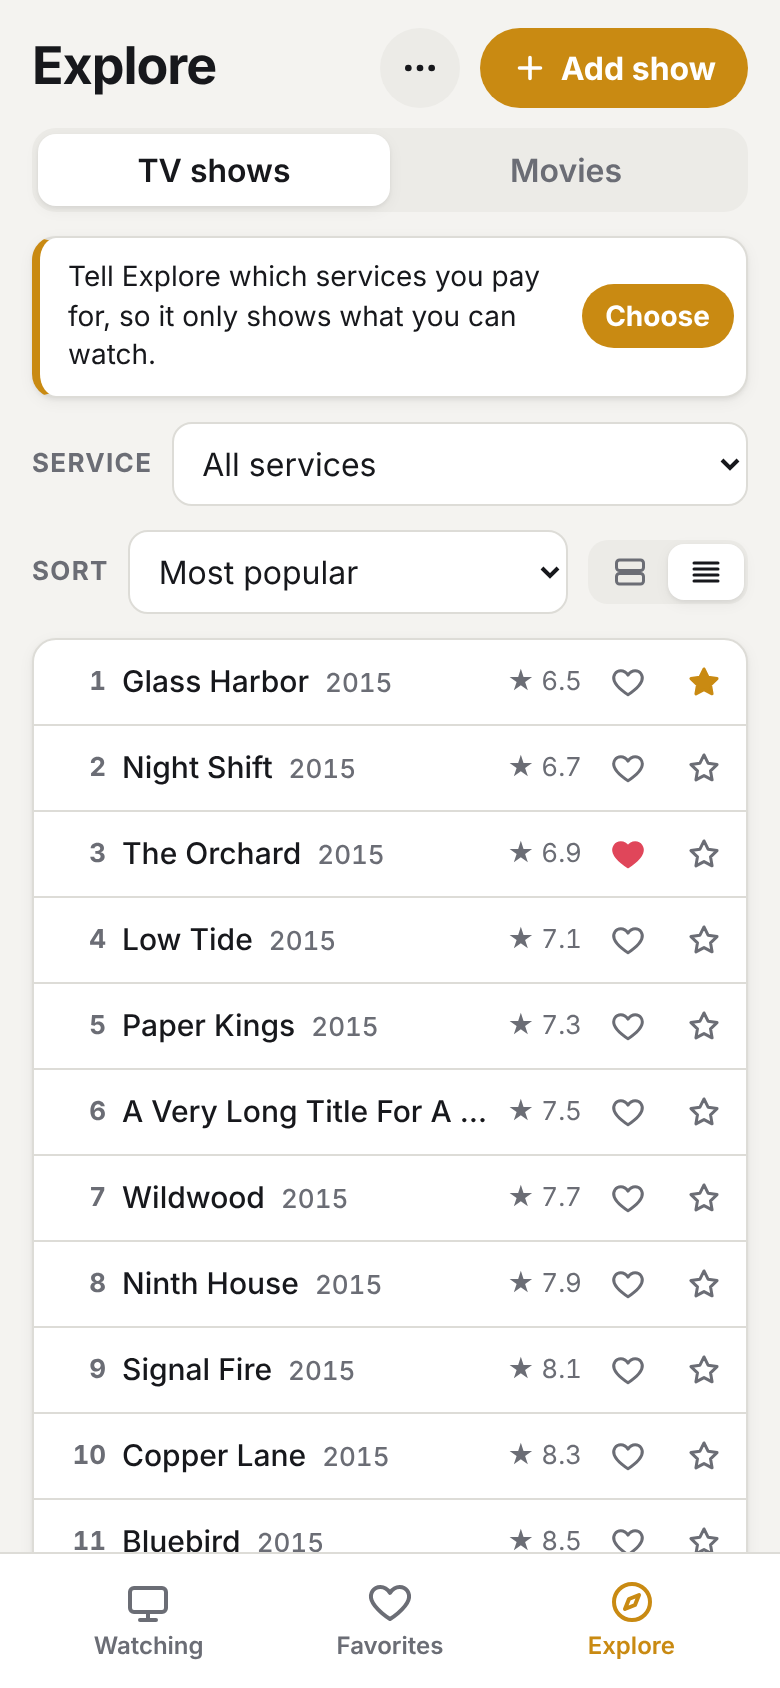 Explore
Add show
TV shows
Movies
Tell Explore which services you pay
for, so it only shows what you can
watch.
Choose
SERVICE
All services
SORT
Most popular
1 Glass Harbor 2015 ★ 6.5
2 Night Shift 2015 ★ 6.7
3 The Orchard 2015 ★ 6.9
4 Low Tide 2015 ★ 7.1
5 Paper Kings 2015 ★ 7.3
6 A Very Long Title For A ... ★ 7.5
7 Wildwood 2015 ★ 7.7
8 Ninth House 2015 ★ 7.9
9 Signal Fire 2015 ★ 8.1
10 Copper Lane 2015 ★ 8.3
11 Bluebird 2015 ★ 8.5
Watching
Favorites
Explore